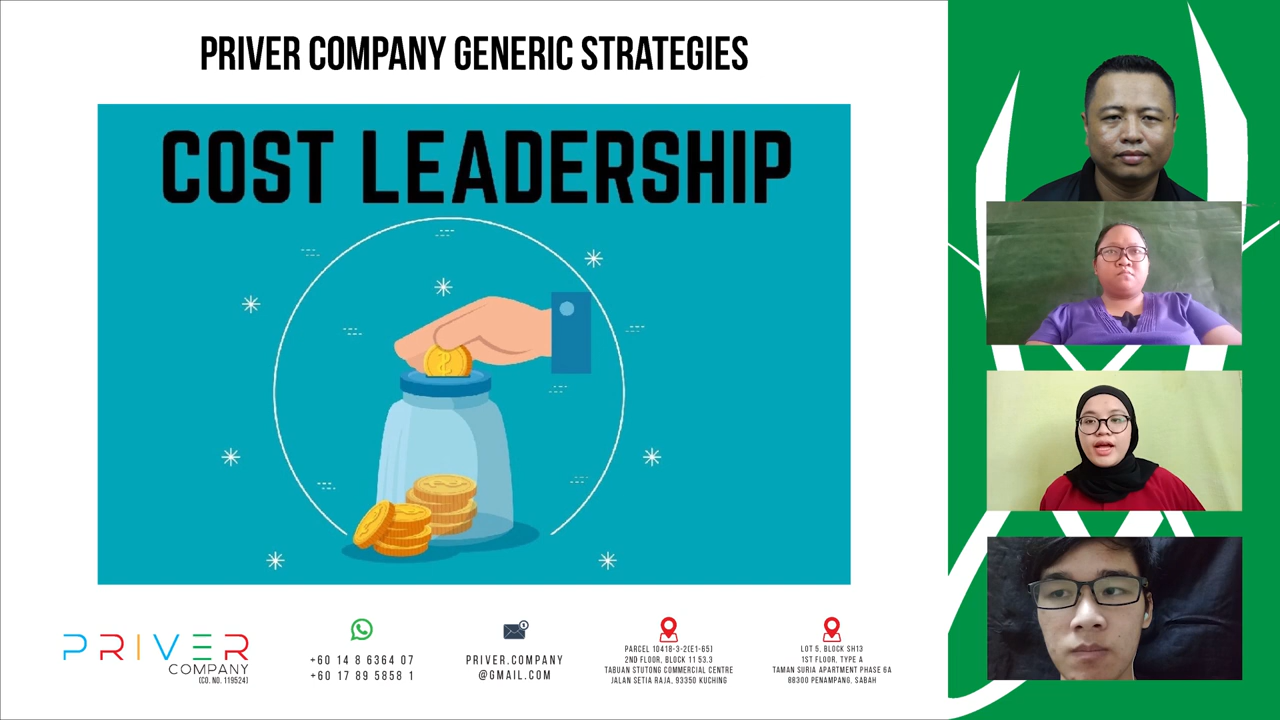 PRIVER COMPANY GENERIC STRATEGIES
COST LEADERSHIP
PRIVER
COMPANY
(CO. NO. 119524)
+60 14 8 6364 07
+60 17 89 5858 1
PRIVER.COMPANY
@GMAIL.COM
PARCEL 10418-3-2(E1-65)
2ND FLOOR, BLOCK 11 53.3
TABUAN STUTONG COMMERCIAL CENTRE
JALAN SETIA RAJA, 93350 KUCHING
LOT 5, BLOCK SH13
1ST FLOOR, TYPE A
TAMAN SURIA APARTMENT PHASE 6A
88300 PENAMPANG, SABAH